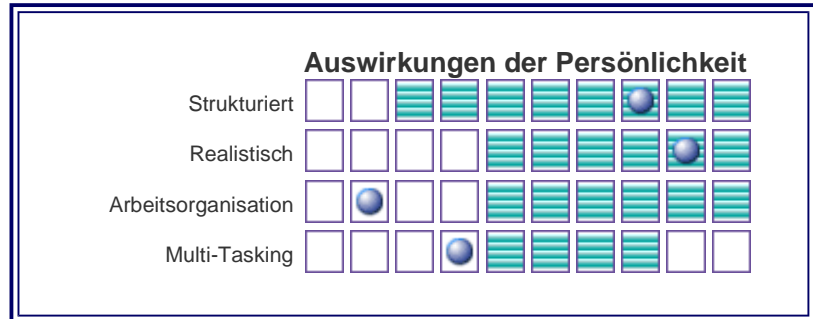 Auswirkungen der Persönlichkeit
Strukturiert
Realistisch
Arbeitsorganisation
Multi-Tasking